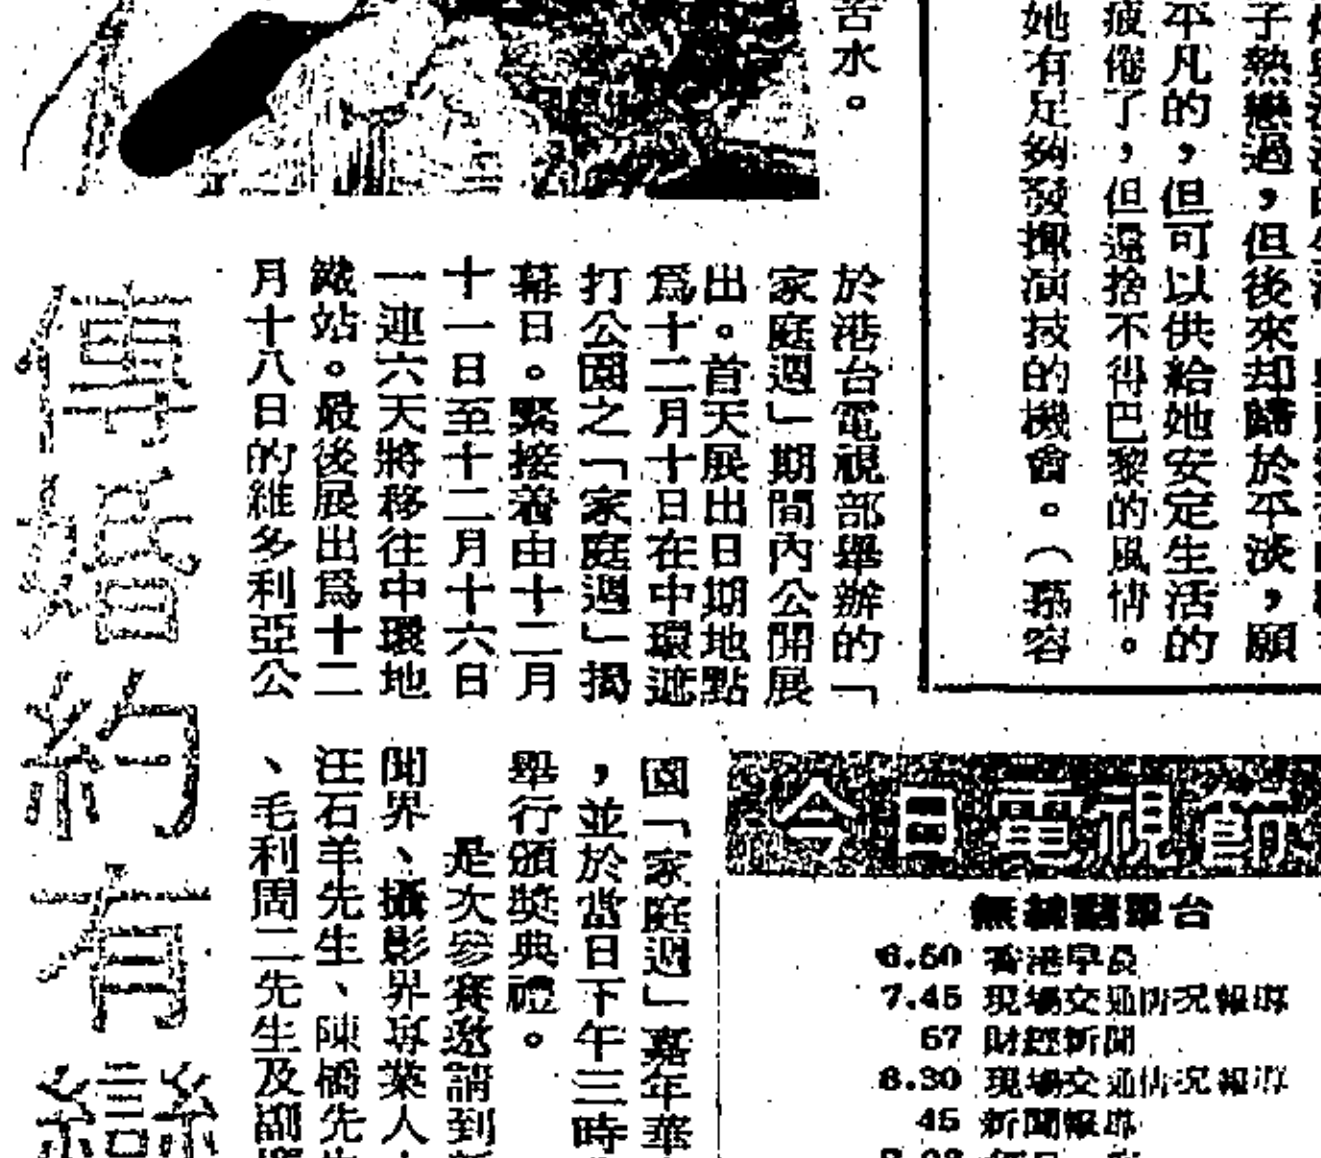 子熱戀過，但後來却歸於平淡，願
平凡的，但可以供給她安定生活的
疲倦了，但還捨不得巴黎的風情。
她有足夠發揮演技的機會。（慕容
苦水。
於港台電視部舉辦的「
家庭週」期間內公開展
出。首天展出日期地點
爲十二月十日在中環遮
打公園之「家庭週」揭
幕日。緊接着由十二月
十一日至十二月十六日
一連六天將移往中環地
鐵站。最後展出爲十二
月十八日的維多利亞公
園「家庭週」嘉年華
，並於當日下午三時
舉行頒獎典禮。
是次參賽邀請到
聞界、攝影界專業人
汪石羊先生、陳橋先
、毛利周二先生及副
傳婚約有
今日電視節
無線翡翠台
6.50 香港早晨
7.45 現場交通情况報導
57 財經新聞
8.30 現場交通情况報導
45 新聞報導